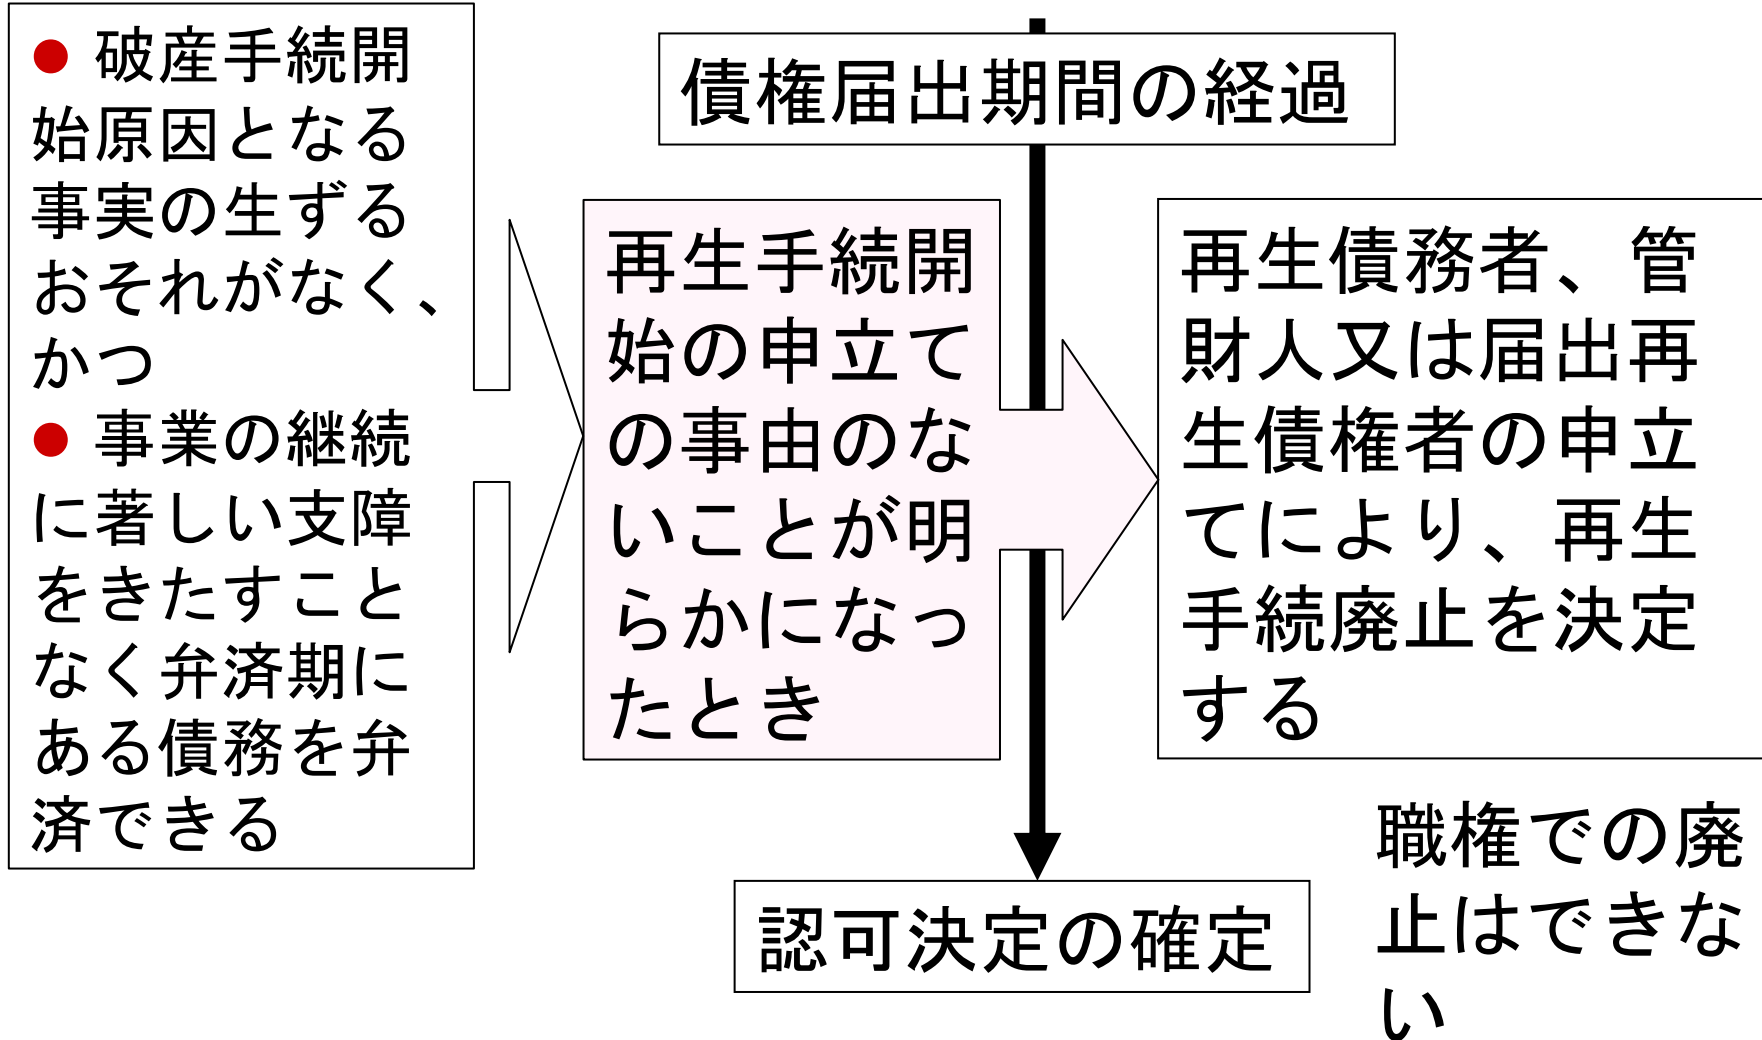 ● 破産手続開
始原因となる
事実の生ずる
おそれがなく、
かつ
● 事業の継続
に著しい支障
をきたすこと
なく弁済期に
ある債務を弁
済できる
債権届出期間の経過
再生手続開
始の申立て
の事由のな
いことが明
らかになっ
たとき
再生債務者、管
財人又は届出再
生債権者の申立
てにより、再生
手続廃止を決定
する
職権での廃
止はできな
い
認可決定の確定